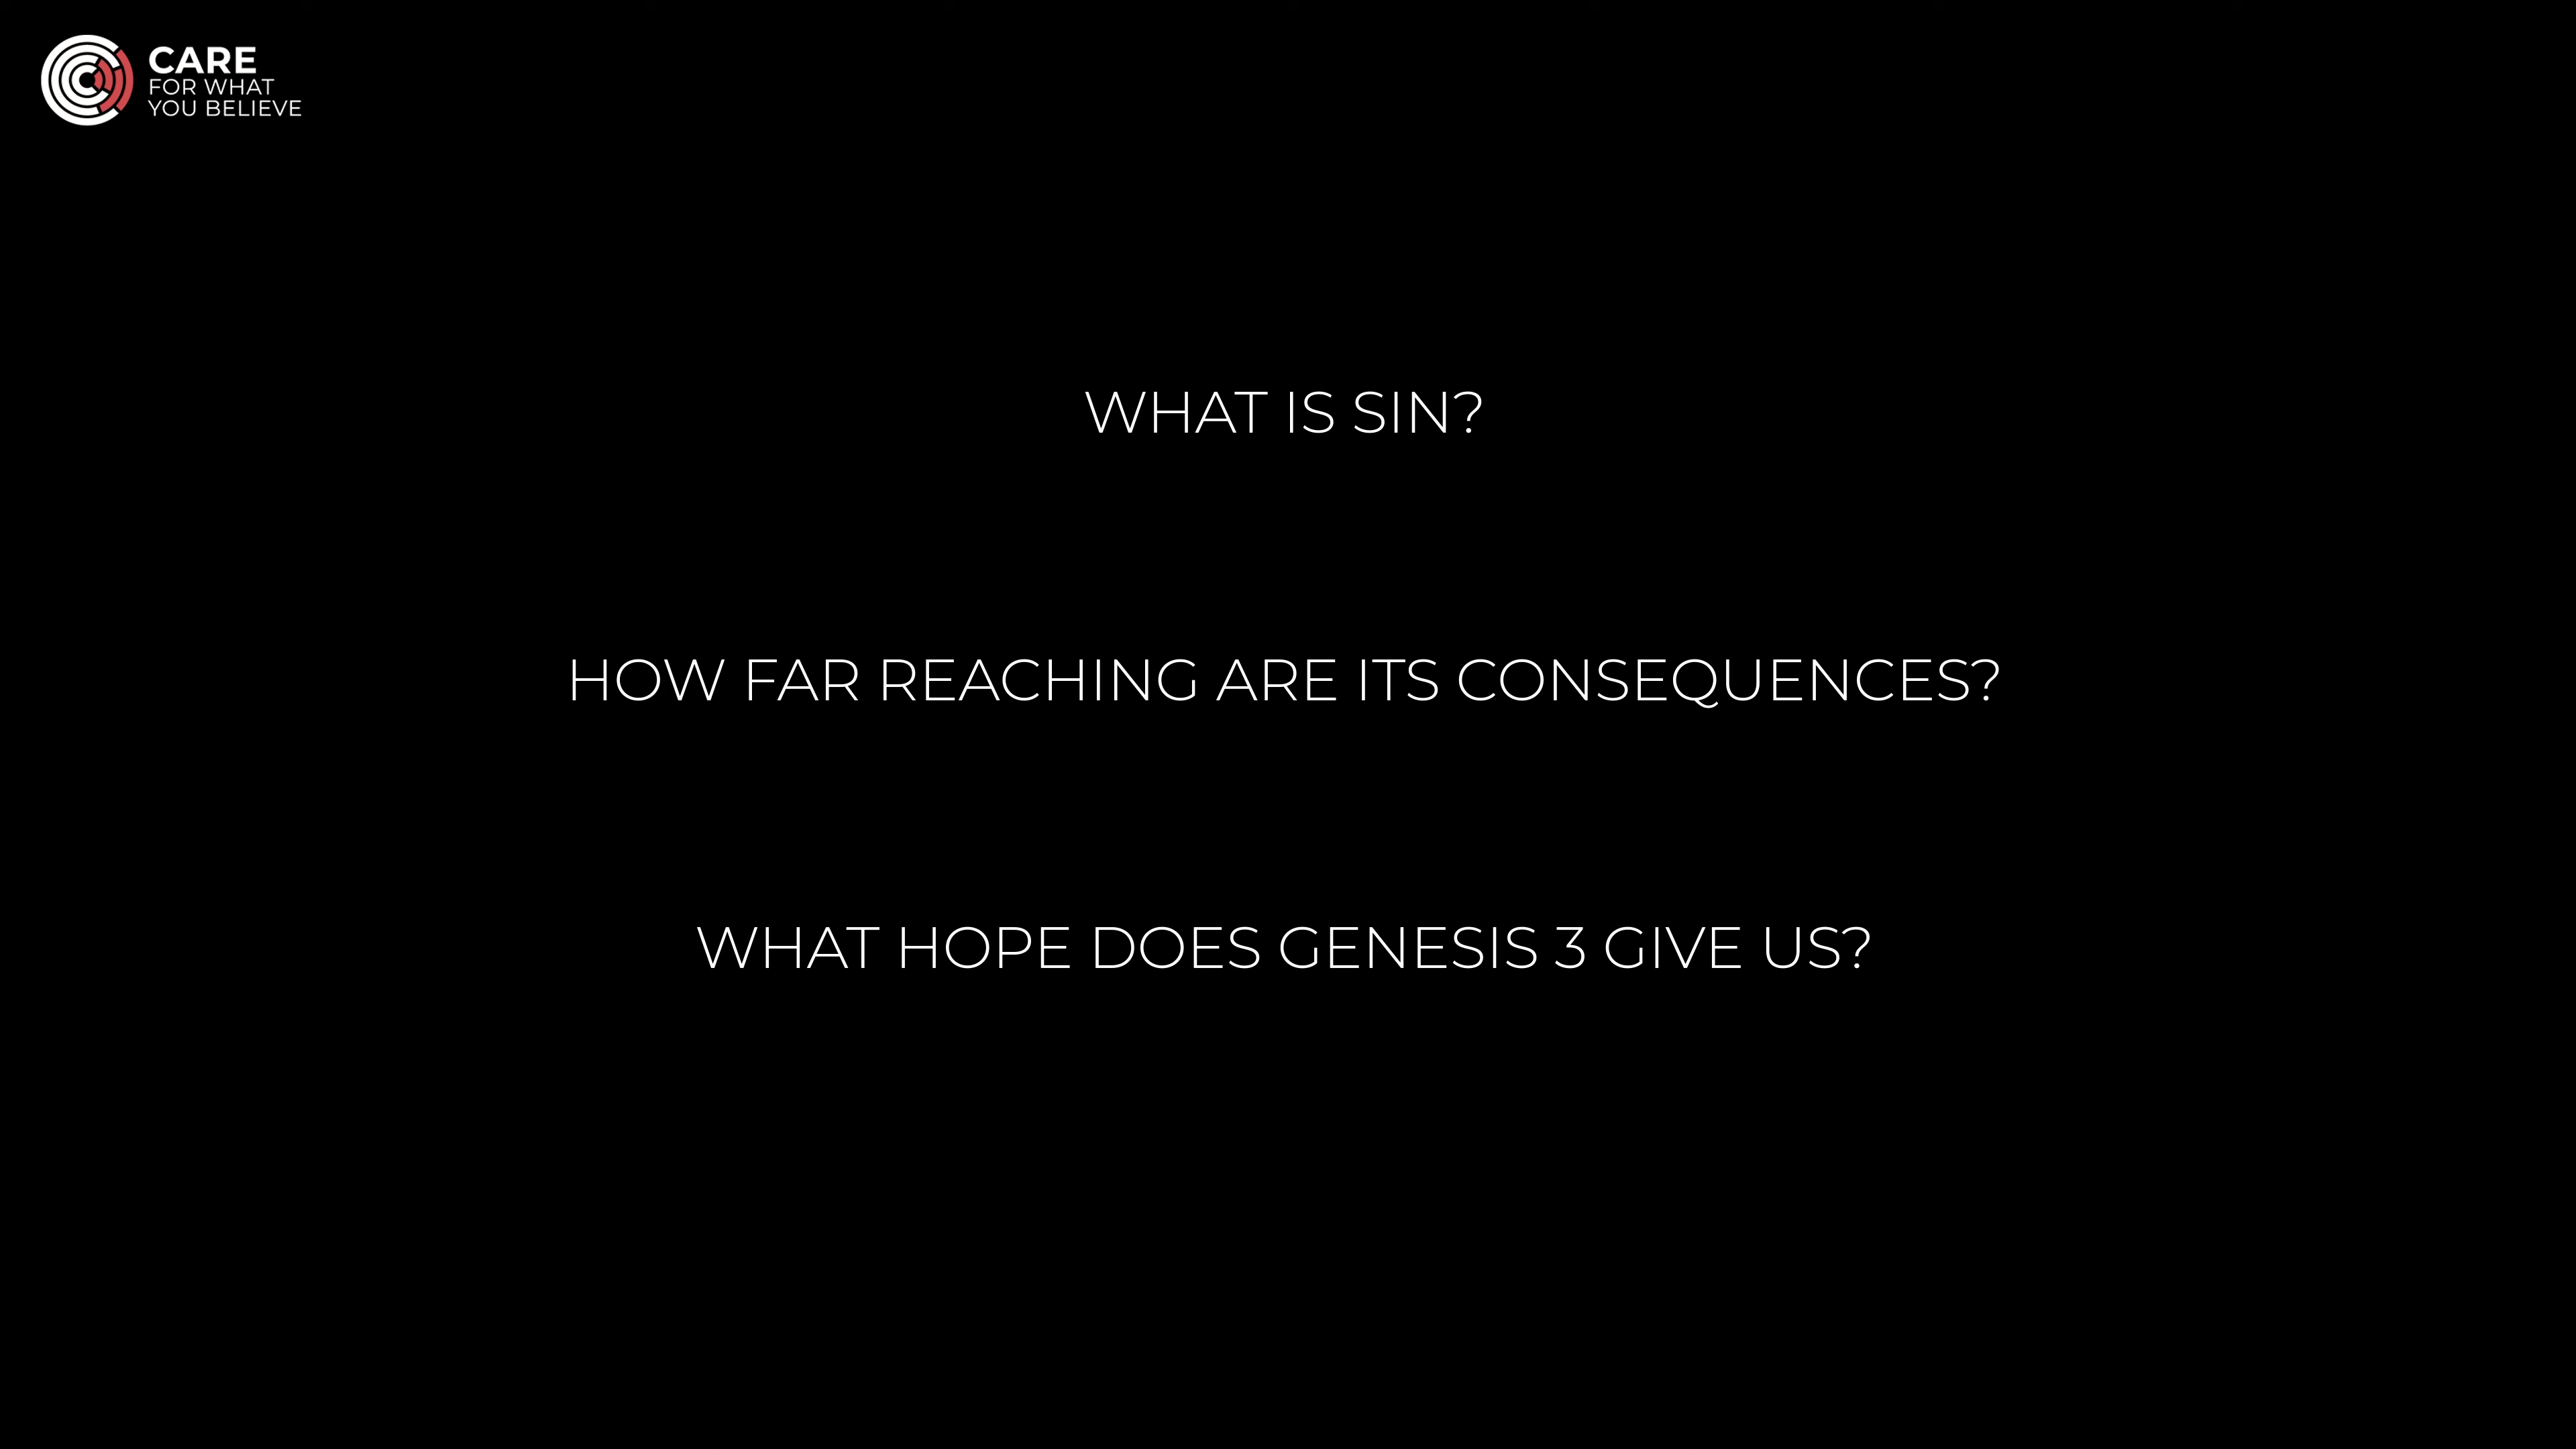 CARE
FOR WHAT
YOU BELIEVE
WHAT IS SIN?
HOW FAR REACHING ARE ITS CONSEQUENCES?
WHAT HOPE DOES GENESIS 3 GIVE US?